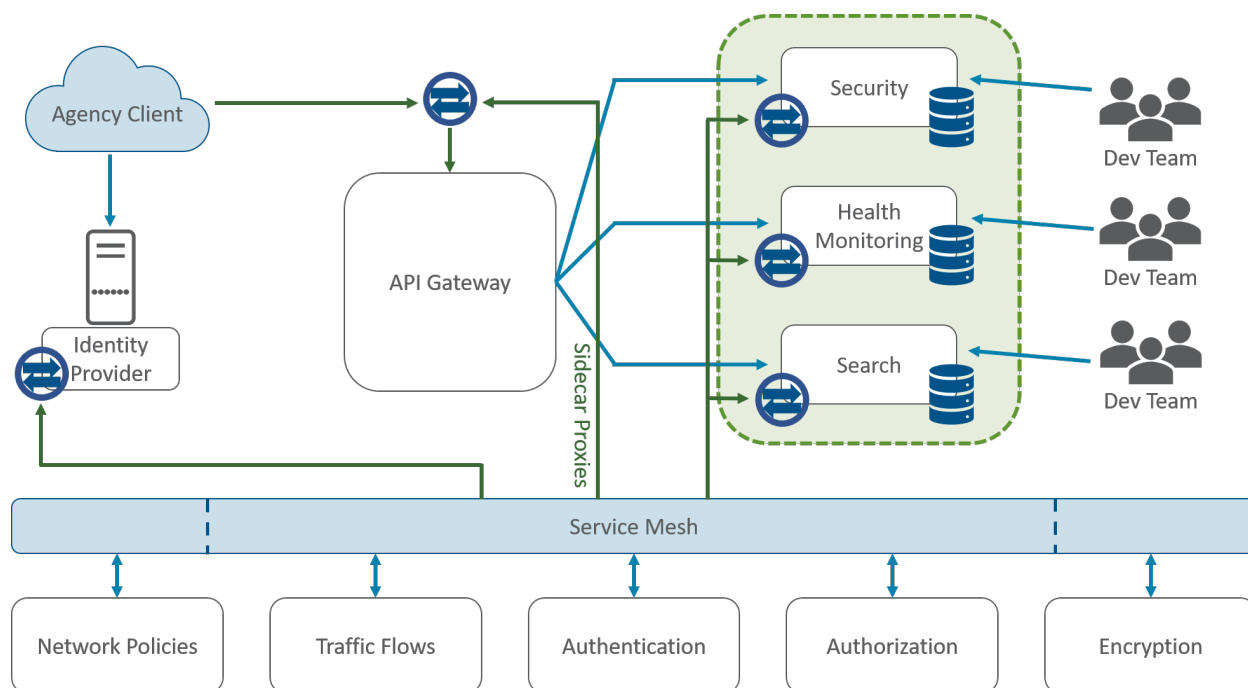 Agency Client
Security
Dev Team
Identity
Provider
API Gateway
Health
Monitoring
Dev Team
Sidecar Proxies
Search
Dev Team
Service Mesh
Network Policies
Traffic Flows
Authentication
Authorization
Encryption